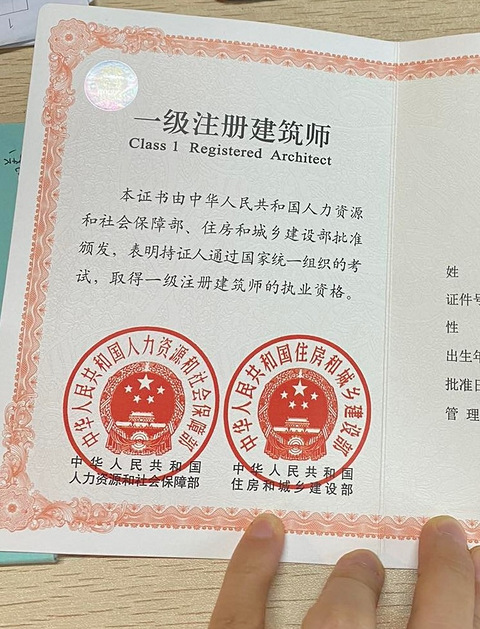 一级注册建筑师
Class 1 Registered Architect
本证书由中华人民共和国人力资源
和社会保障部、住房和城乡建设部批准
颁发，表明持证人通过国家统一组织的考
试，取得一级注册建筑师的执业资格。
中华人民共和国人力资源和社会保障部
中华人民共和国住房和城乡建设部
中华人民共和国
人力资源和社会保障部
中华人民共和国
住房和城乡建设部
姓
证件号
性
出生年
批准日
管理